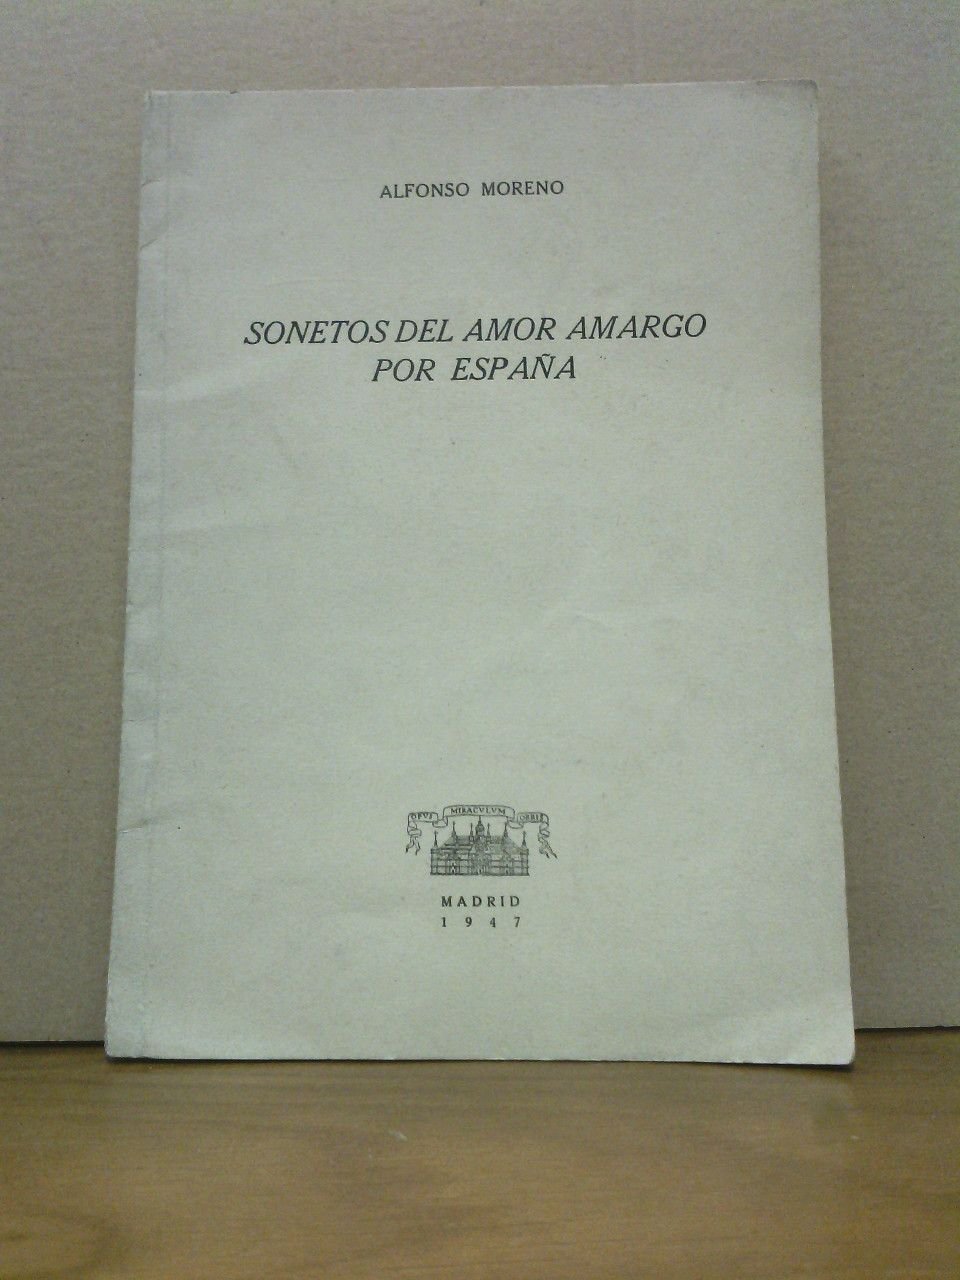 ALFONSO MORENO
SONETOS DEL AMOR AMARGO
POR ESPAÑA
OPVS MIRACVLVM ORBIS
MADRID
1947